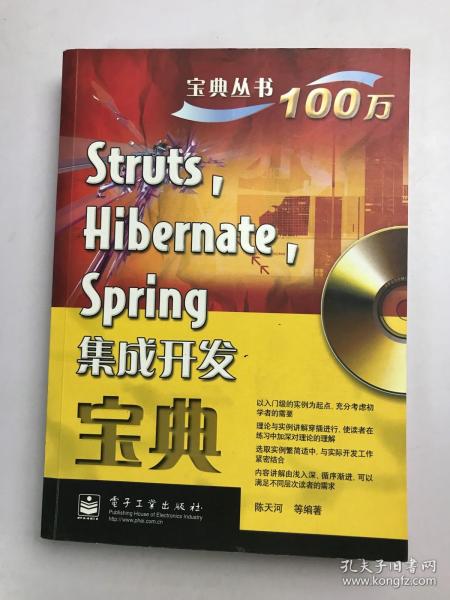 宝典丛书
100万
Struts,
Hibernate,
Spring
集成开发
宝典
以入门级的实例为起点，充分考虑初
学者的需要
理论与实例讲解穿插进行，使读者在
练习中加深对理论的理解
选取实例繁简适中，与实际开发工作
紧密结合
内容讲解由浅入深，循序渐进，可以
满足不同层次读者的需求
陈天河 等编著
電子工業出版社
Publishing House of Electronics Industry
http://www.phei.com.cn
孔夫子旧书网
www.kongfz.com